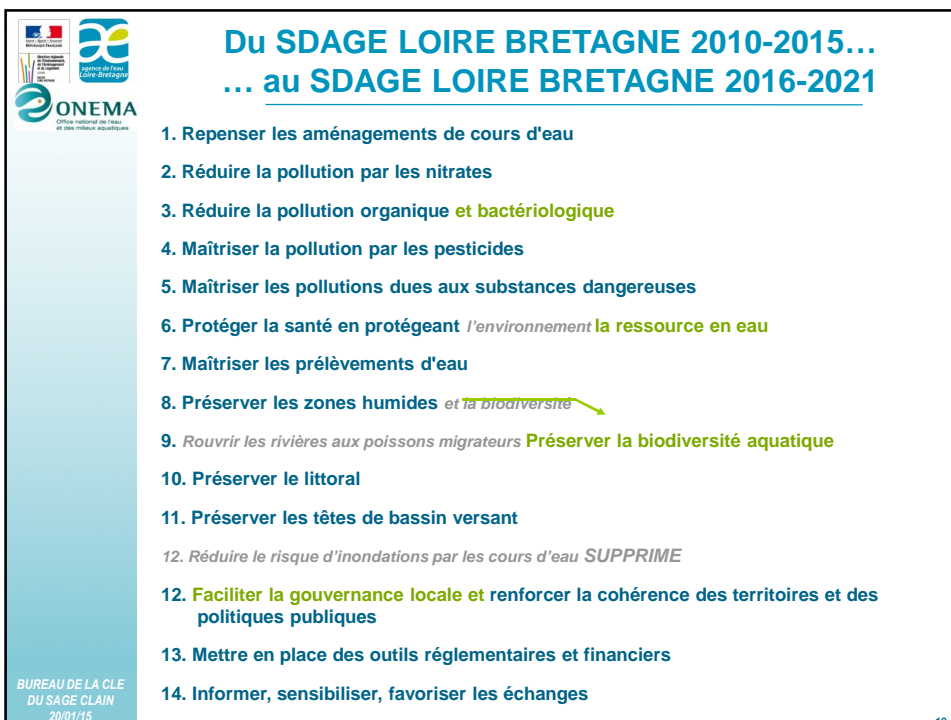 agence de l'eau
Loire-Bretagne
ONEMA
Office national de l'eau
et des milieux aquatiques
Du SDAGE LOIRE BRETAGNE 2010-2015…
… au SDAGE LOIRE BRETAGNE 2016-2021
1. Repenser les aménagements de cours d'eau
2. Réduire la pollution par les nitrates
3. Réduire la pollution organique et bactériologique
4. Maîtriser la pollution par les pesticides
5. Maîtriser les pollutions dues aux substances dangereuses
6. Protéger la santé en protégeant l'environnement la ressource en eau
7. Maîtriser les prélèvements d'eau
8. Préserver les zones humides et la biodiversité
9. Rouvrir les rivières aux poissons migrateurs Préserver la biodiversité aquatique
10. Préserver le littoral
11. Préserver les têtes de bassin versant
12. Réduire le risque d'inondations par les cours d'eau SUPPRIME
12. Faciliter la gouvernance locale et renforcer la cohérence des territoires et des
politiques publiques
13. Mettre en place des outils réglementaires et financiers
14. Informer, sensibiliser, favoriser les échanges
BUREAU DE LA CLE
DU SAGE CLAIN
20/01/15